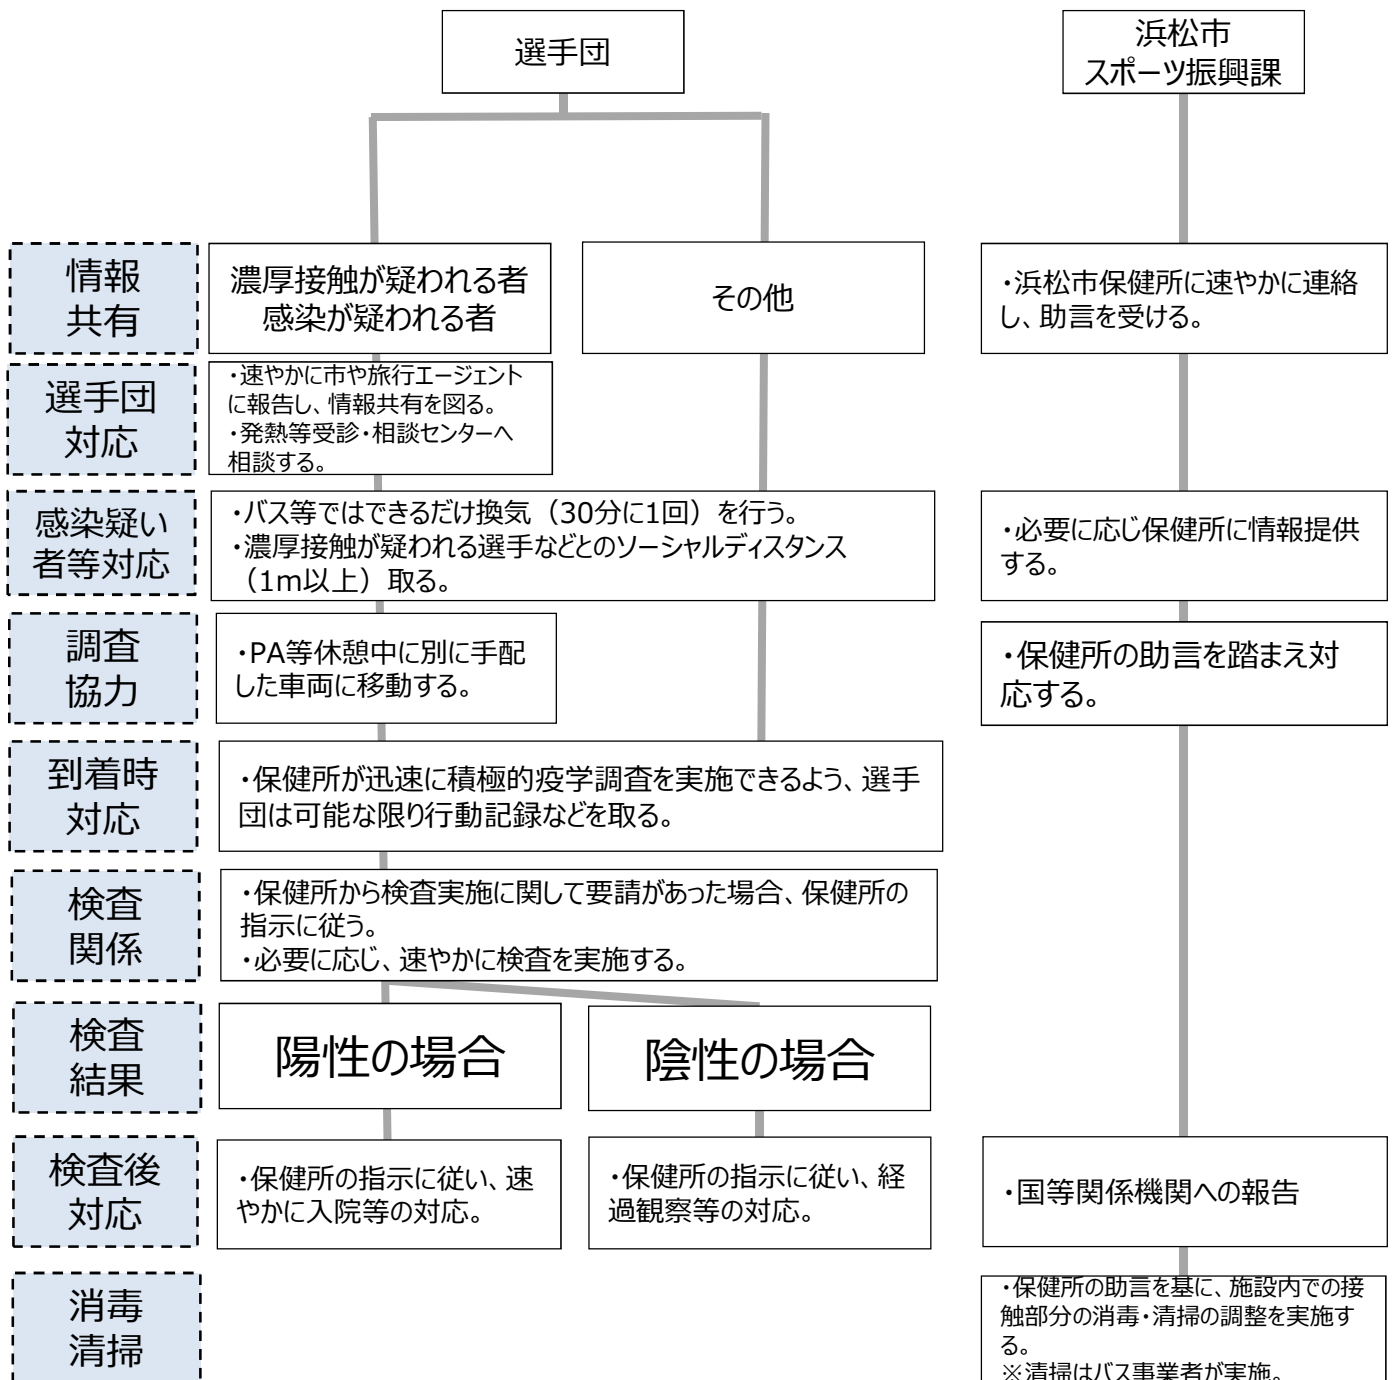 選手団
浜松市
スポーツ振興課
情報
共有
濃厚接触が疑われる者
感染が疑われる者
その他
・浜松市保健所に速やかに連絡
し、助言を受ける。
選手団
対応
・速やかに市や旅行エージェント
に報告し、情報共有を図る。
・発熱等受診・相談センターへ
相談する。
感染疑い
者等対応
・バス等ではできるだけ換気（30分に1回）を行う。
・濃厚接触が疑われる選手などとのソーシャルディスタンス
（1m以上）取る。
・必要に応じ保健所に情報提供
する。
調査
協力
・PA等休憩中に別に手配
した車両に移動する。
・保健所の助言を踏まえ対
応する。
到着時
対応
・保健所が迅速に積極的疫学調査を実施できるよう、選手
団は可能な限り行動記録などを取る。
検査
関係
・保健所から検査実施に関して要請があった場合、保健所の
指示に従う。
・必要に応じ、速やかに検査を実施する。
検査
結果
陽性の場合
陰性の場合
検査後
対応
・保健所の指示に従い、速
やかに入院等の対応。
・保健所の指示に従い、経
過観察等の対応。
・国等関係機関への報告
消毒
清掃
・保健所の助言を基に、施設内での接
触部分の消毒・清掃の調整を実施す
る。
※清掃はバス事業者が実施。